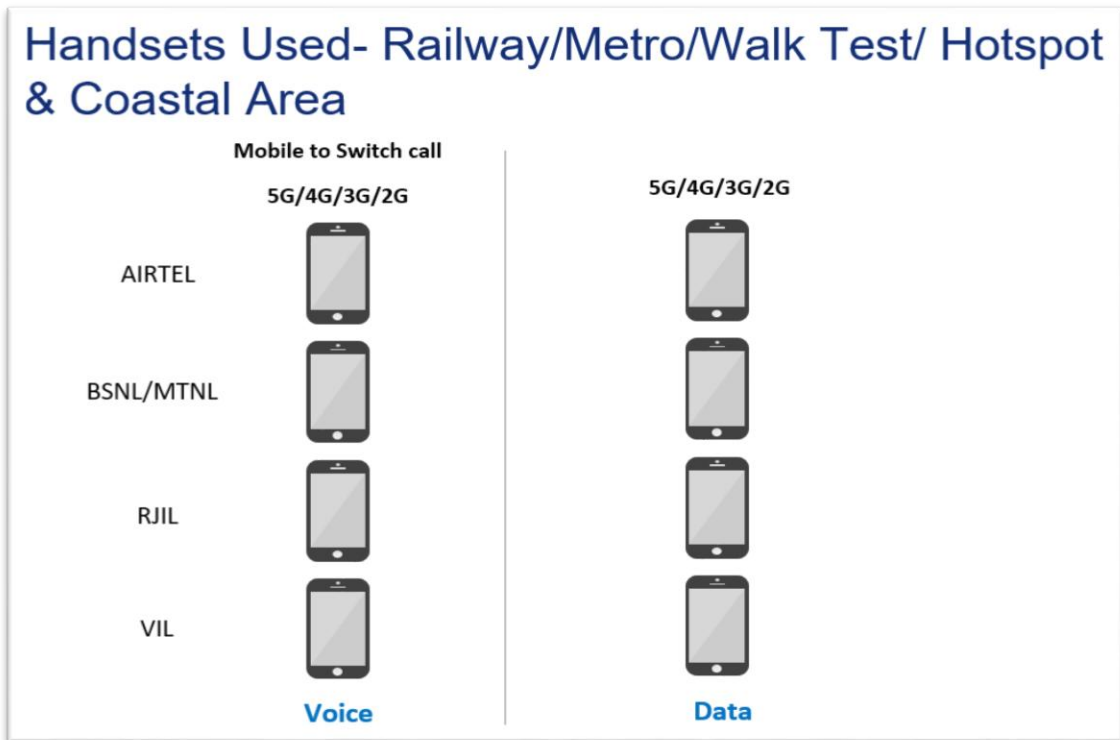 Handsets Used- Railway/Metro/Walk Test/ Hotspot
& Coastal Area
Mobile to Switch call
5G/4G/3G/2G
5G/4G/3G/2G
AIRTEL
BSNL/MTNL
RJIL
VIL
Voice
Data